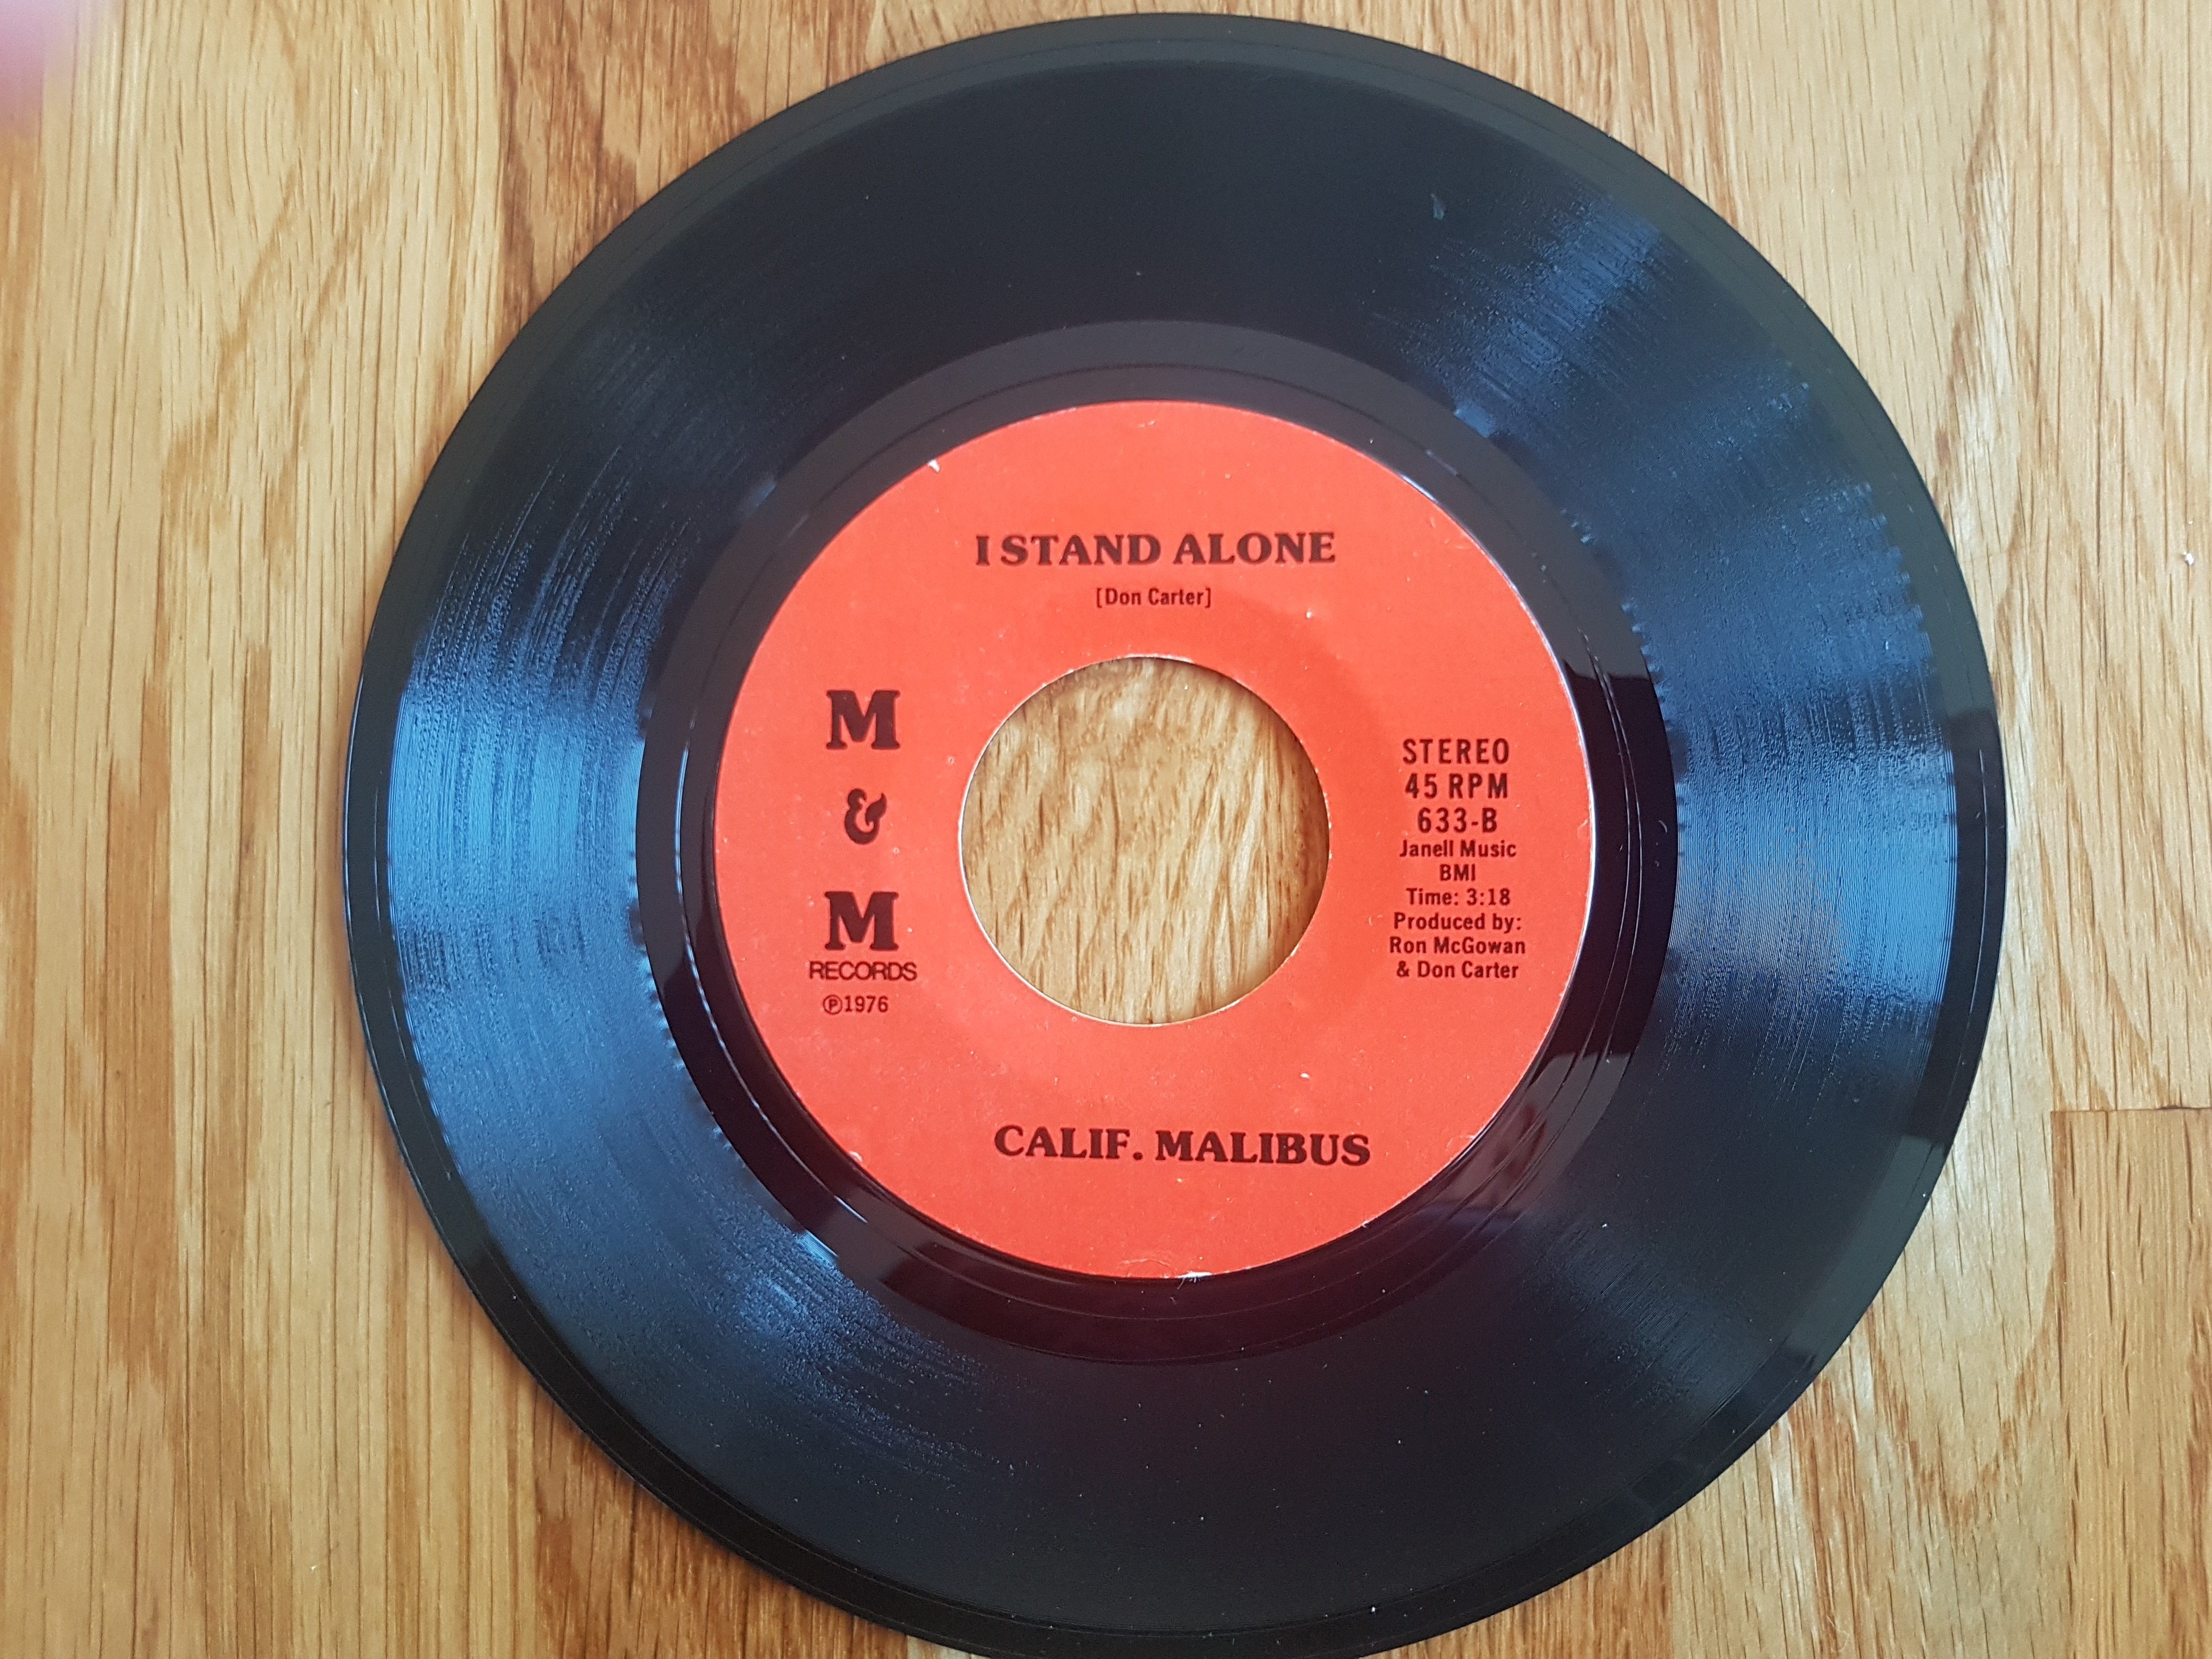 I STAND ALONE
[Don Carter]
M
&
M
RECORDS
Ⓟ1976
STEREO
45 RPM
633-B
Janell Music
BMI
Time: 3:18
Produced by:
Ron McGowan
& Don Carter
CALIF. MALIBUS